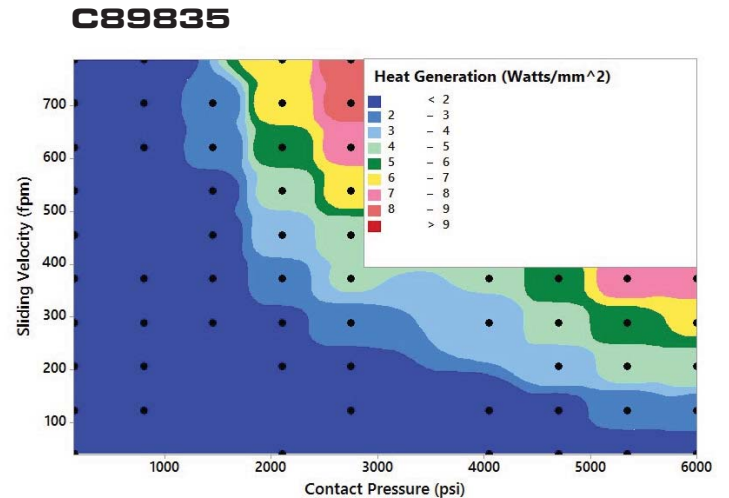 C89835
Heat Generation (Watts/mm^2)
< 2
2 – 3
3 – 4
4 – 5
5 – 6
6 – 7
7 – 8
8 – 9
> 9
Sliding Velocity (fpm)
700
600
500
400
300
200
100
1000 2000 3000 4000 5000 6000
Contact Pressure (psi)